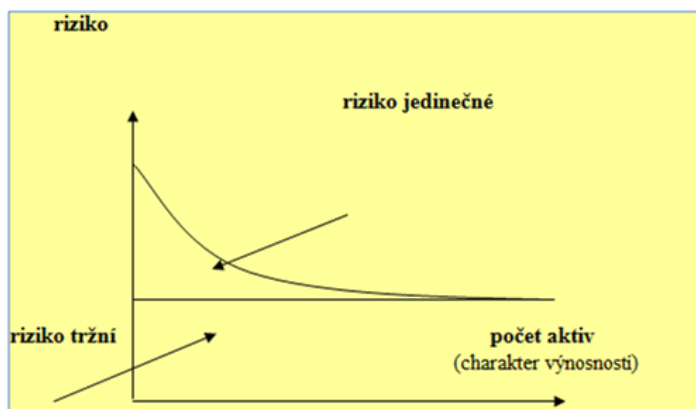 riziko
riziko jedinečné
riziko tržní
počet aktiv
(charakter výnosnosti)